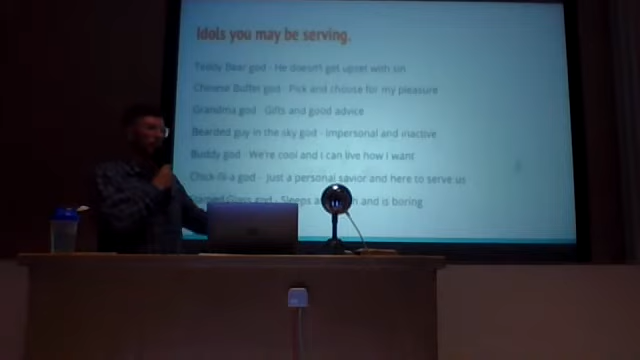 Idols you may be serving.
Teddy Bear god - He doesn't get upset with sin
Chinese Buffet god - Pick and choose for my pleasure
Grandma god - Gifts and good advice
Bearded guy in the sky god - Impersonal and inactive
Buddy god - We're cool and I can live how I want
Chick-fil-a god - Just a personal savior and here to serve us
Glass god - Sleeps and is boring